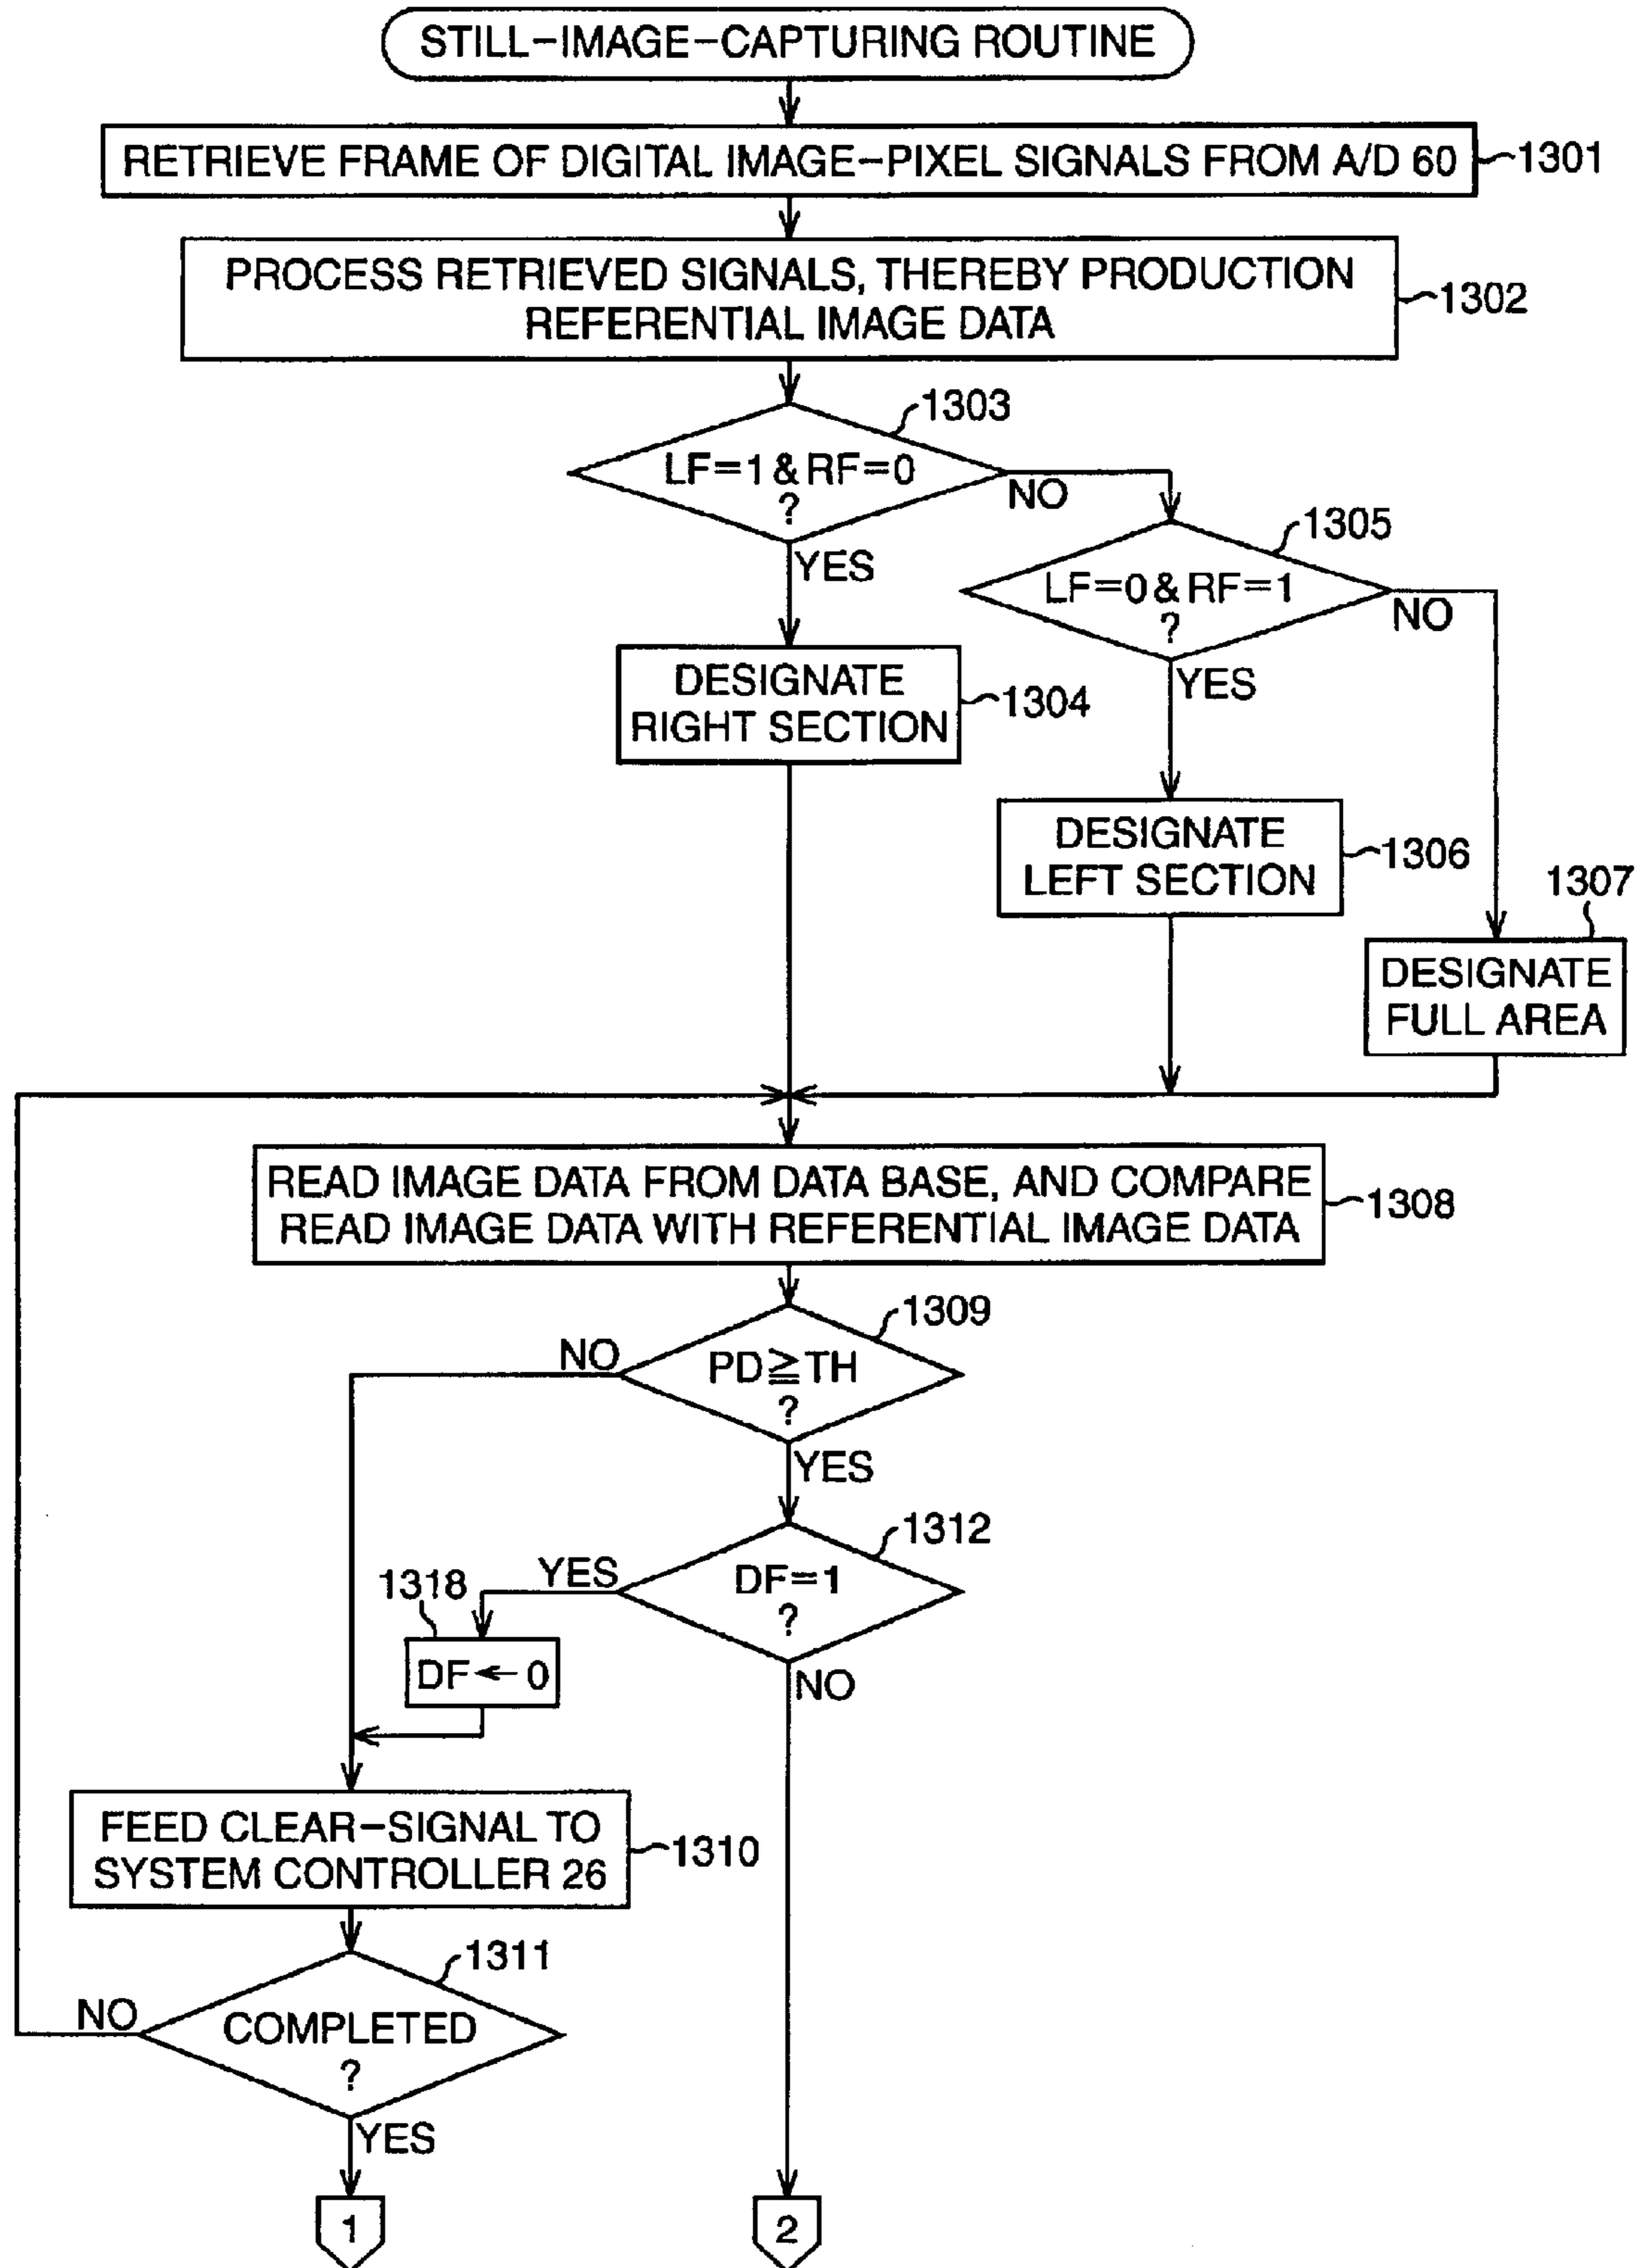 STILL-IMAGE-CAPTURING ROUTINE
RETRIEVE FRAME OF DIGITAL IMAGE-PIXEL SIGNALS FROM A/D 60
1301
PROCESS RETRIEVED SIGNALS, THEREBY PRODUCTION
REFERENTIAL IMAGE DATA
1302
1303
LF=1 & RF=0
?
NO
YES
1305
LF=0 & RF=1
?
NO
YES
DESIGNATE
RIGHT SECTION
1304
DESIGNATE
LEFT SECTION
1306
1307
DESIGNATE
FULL AREA
READ IMAGE DATA FROM DATA BASE, AND COMPARE
READ IMAGE DATA WITH REFERENTIAL IMAGE DATA
1308
1309
PD≧TH
?
NO
YES
1312
DF=1
?
YES
NO
1318
DF←0
FEED CLEAR-SIGNAL TO
SYSTEM CONTROLLER 26
1310
1311
COMPLETED
?
NO
YES
1
2